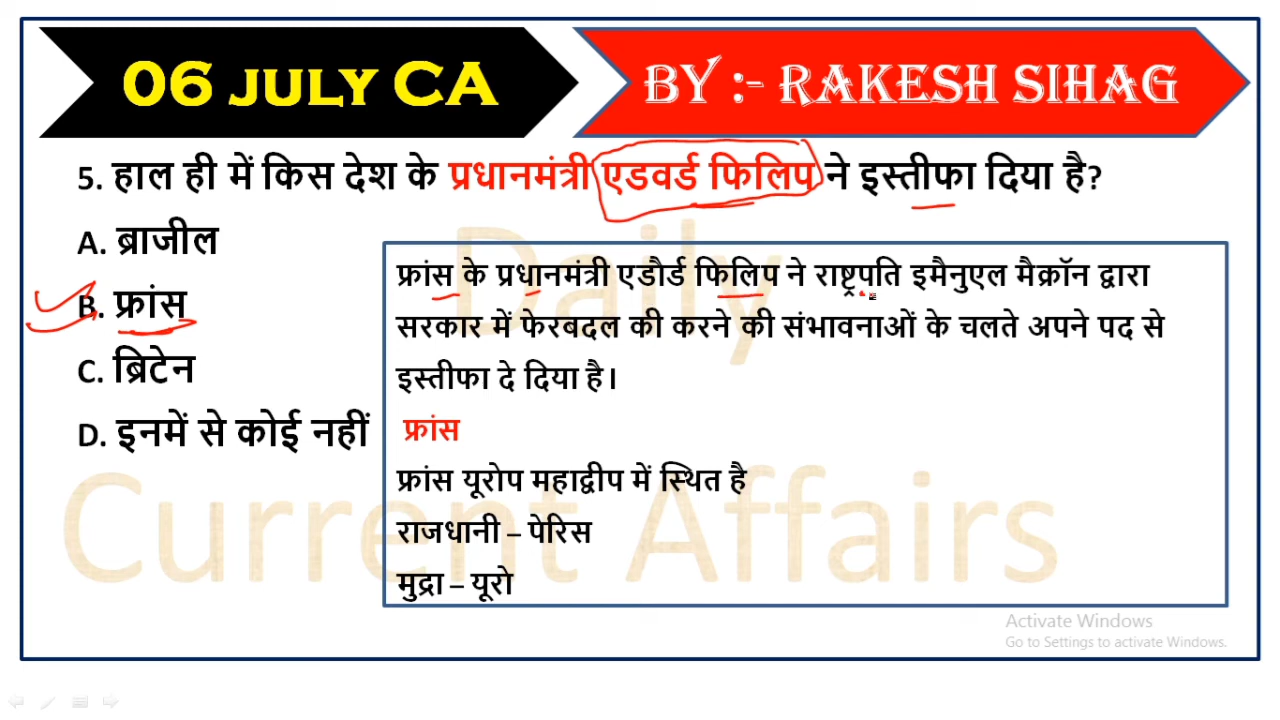 06 JULY CA
BY :- RAKESH SIHAG
5. हाल ही में किस देश के प्रधानमंत्री एडवर्ड फिलिप ने इस्तीफा दिया है?
A. ब्राजील
B. फ्रांस
C. ब्रिटेन
D. इनमें से कोई नहीं
फ्रांस के प्रधानमंत्री एडौर्ड फिलिप ने राष्ट्रपति इमैनुएल मैक्रॉन द्वारा
सरकार में फेरबदल की करने की संभावनाओं के चलते अपने पद से
इस्तीफा दे दिया है।
फ्रांस
फ्रांस यूरोप महाद्वीप में स्थित है
राजधानी – पेरिस
मुद्रा – यूरो
Daily
Current Affairs
Activate Windows
Go to Settings to activate Windows.